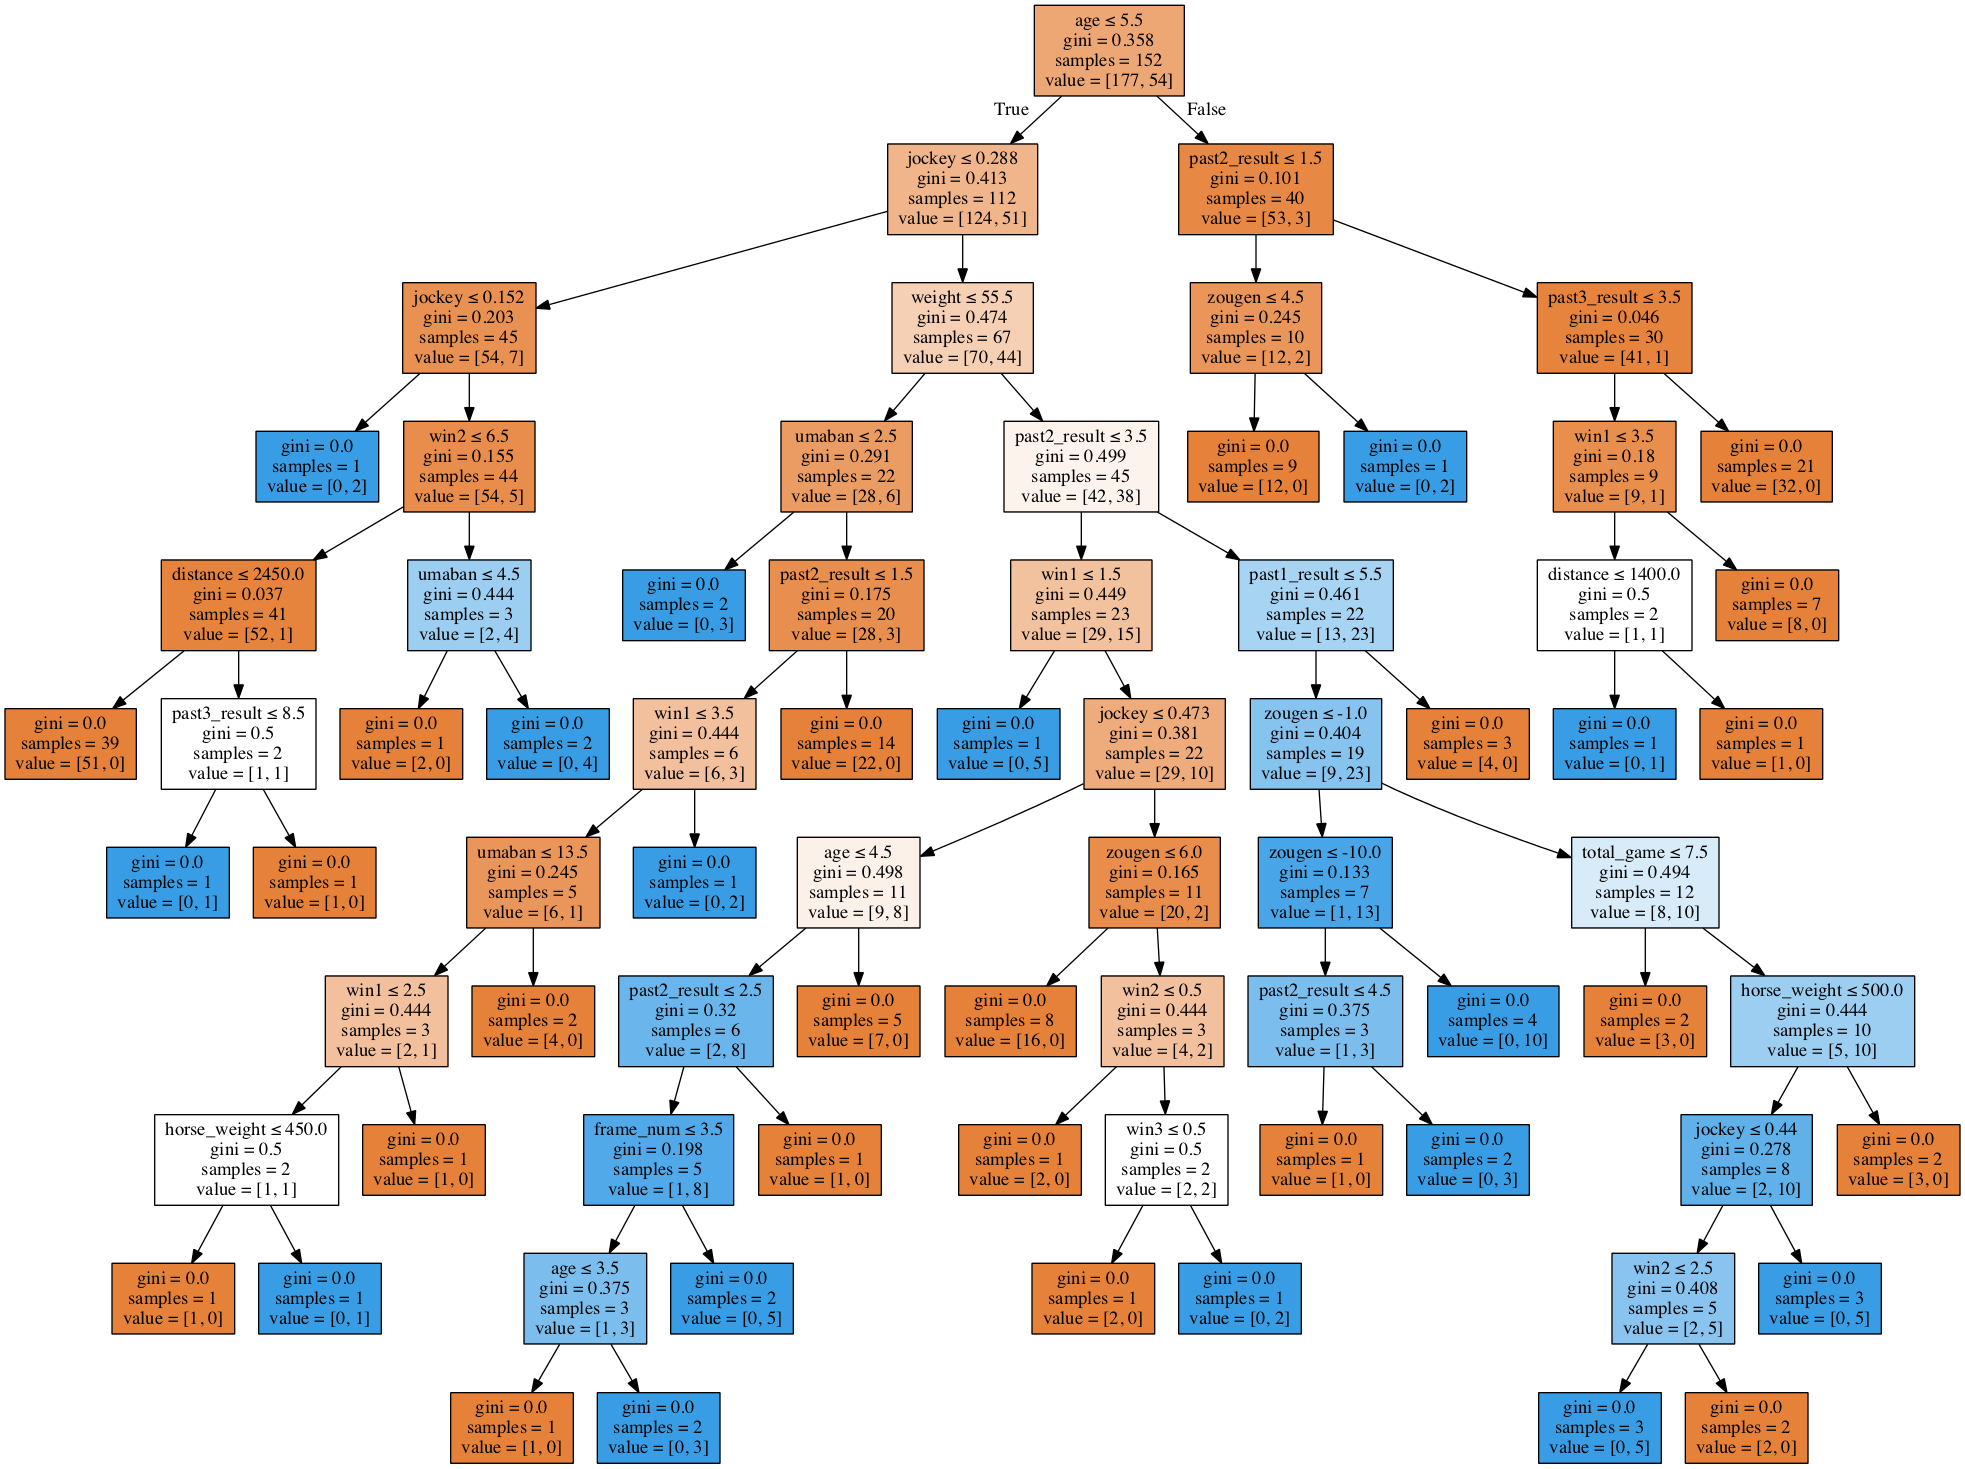 age ≤ 5.5
gini = 0.358
samples = 152
value = [177, 54]
True
False
jockey ≤ 0.288
gini = 0.413
samples = 112
value = [124, 51]
past2_result ≤ 1.5
gini = 0.101
samples = 40
value = [53, 3]
jockey ≤ 0.152
gini = 0.203
samples = 45
value = [54, 7]
weight ≤ 55.5
gini = 0.474
samples = 67
value = [70, 44]
zougen ≤ 4.5
gini = 0.245
samples = 10
value = [12, 2]
past3_result ≤ 3.5
gini = 0.046
samples = 30
value = [41, 1]
gini = 0.0
samples = 1
value = [0, 2]
win2 ≤ 6.5
gini = 0.155
samples = 44
value = [54, 5]
umaban ≤ 2.5
gini = 0.291
samples = 22
value = [28, 6]
past2_result ≤ 3.5
gini = 0.499
samples = 45
value = [42, 38]
gini = 0.0
samples = 9
value = [12, 0]
gini = 0.0
samples = 1
value = [0, 2]
win1 ≤ 3.5
gini = 0.18
samples = 9
value = [9, 1]
gini = 0.0
samples = 21
value = [32, 0]
distance ≤ 2450.0
gini = 0.037
samples = 41
value = [52, 1]
umaban ≤ 4.5
gini = 0.444
samples = 3
value = [2, 4]
gini = 0.0
samples = 2
value = [0, 3]
past2_result ≤ 1.5
gini = 0.175
samples = 20
value = [28, 3]
win1 ≤ 1.5
gini = 0.449
samples = 23
value = [29, 15]
past1_result ≤ 5.5
gini = 0.461
samples = 22
value = [13, 23]
distance ≤ 1400.0
gini = 0.5
samples = 2
value = [1, 1]
gini = 0.0
samples = 7
value = [8, 0]
gini = 0.0
samples = 39
value = [51, 0]
past3_result ≤ 8.5
gini = 0.5
samples = 2
value = [1, 1]
gini = 0.0
samples = 1
value = [2, 0]
gini = 0.0
samples = 2
value = [0, 4]
win1 ≤ 3.5
gini = 0.444
samples = 6
value = [6, 3]
gini = 0.0
samples = 14
value = [22, 0]
gini = 0.0
samples = 1
value = [0, 5]
jockey ≤ 0.473
gini = 0.381
samples = 22
value = [29, 10]
zougen ≤ -1.0
gini = 0.404
samples = 19
value = [9, 23]
gini = 0.0
samples = 3
value = [4, 0]
gini = 0.0
samples = 1
value = [0, 1]
gini = 0.0
samples = 1
value = [1, 0]
gini = 0.0
samples = 1
value = [0, 1]
gini = 0.0
samples = 1
value = [1, 0]
umaban ≤ 13.5
gini = 0.245
samples = 5
value = [6, 1]
gini = 0.0
samples = 1
value = [0, 2]
age ≤ 4.5
gini = 0.498
samples = 11
value = [9, 8]
zougen ≤ 6.0
gini = 0.165
samples = 11
value = [20, 2]
zougen ≤ -10.0
gini = 0.133
samples = 7
value = [1, 13]
total_game ≤ 7.5
gini = 0.494
samples = 12
value = [8, 10]
win1 ≤ 2.5
gini = 0.444
samples = 3
value = [2, 1]
gini = 0.0
samples = 2
value = [4, 0]
past2_result ≤ 2.5
gini = 0.32
samples = 6
value = [2, 8]
gini = 0.0
samples = 5
value = [7, 0]
gini = 0.0
samples = 8
value = [16, 0]
win2 ≤ 0.5
gini = 0.444
samples = 3
value = [4, 2]
past2_result ≤ 4.5
gini = 0.375
samples = 3
value = [1, 3]
gini = 0.0
samples = 4
value = [0, 10]
gini = 0.0
samples = 2
value = [3, 0]
horse_weight ≤ 500.0
gini = 0.444
samples = 10
value = [5, 10]
horse_weight ≤ 450.0
gini = 0.5
samples = 2
value = [1, 1]
gini = 0.0
samples = 1
value = [1, 0]
frame_num ≤ 3.5
gini = 0.198
samples = 5
value = [1, 8]
gini = 0.0
samples = 1
value = [1, 0]
gini = 0.0
samples = 1
value = [2, 0]
win3 ≤ 0.5
gini = 0.5
samples = 2
value = [2, 2]
gini = 0.0
samples = 1
value = [1, 0]
gini = 0.0
samples = 2
value = [0, 3]
jockey ≤ 0.44
gini = 0.278
samples = 8
value = [2, 10]
gini = 0.0
samples = 2
value = [3, 0]
gini = 0.0
samples = 1
value = [1, 0]
gini = 0.0
samples = 1
value = [0, 1]
age ≤ 3.5
gini = 0.375
samples = 3
value = [1, 3]
gini = 0.0
samples = 2
value = [0, 5]
gini = 0.0
samples = 1
value = [2, 0]
gini = 0.0
samples = 1
value = [0, 2]
win2 ≤ 2.5
gini = 0.408
samples = 5
value = [2, 5]
gini = 0.0
samples = 3
value = [0, 5]
gini = 0.0
samples = 1
value = [1, 0]
gini = 0.0
samples = 2
value = [0, 3]
gini = 0.0
samples = 3
value = [0, 5]
gini = 0.0
samples = 2
value = [2, 0]